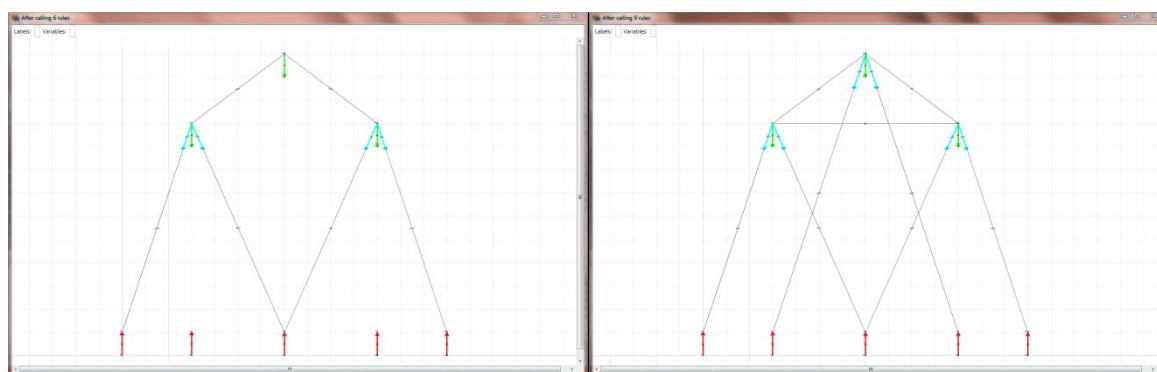 After calling 6 rules
Labels: Variables:
After calling 9 rules
Labels: Variables: